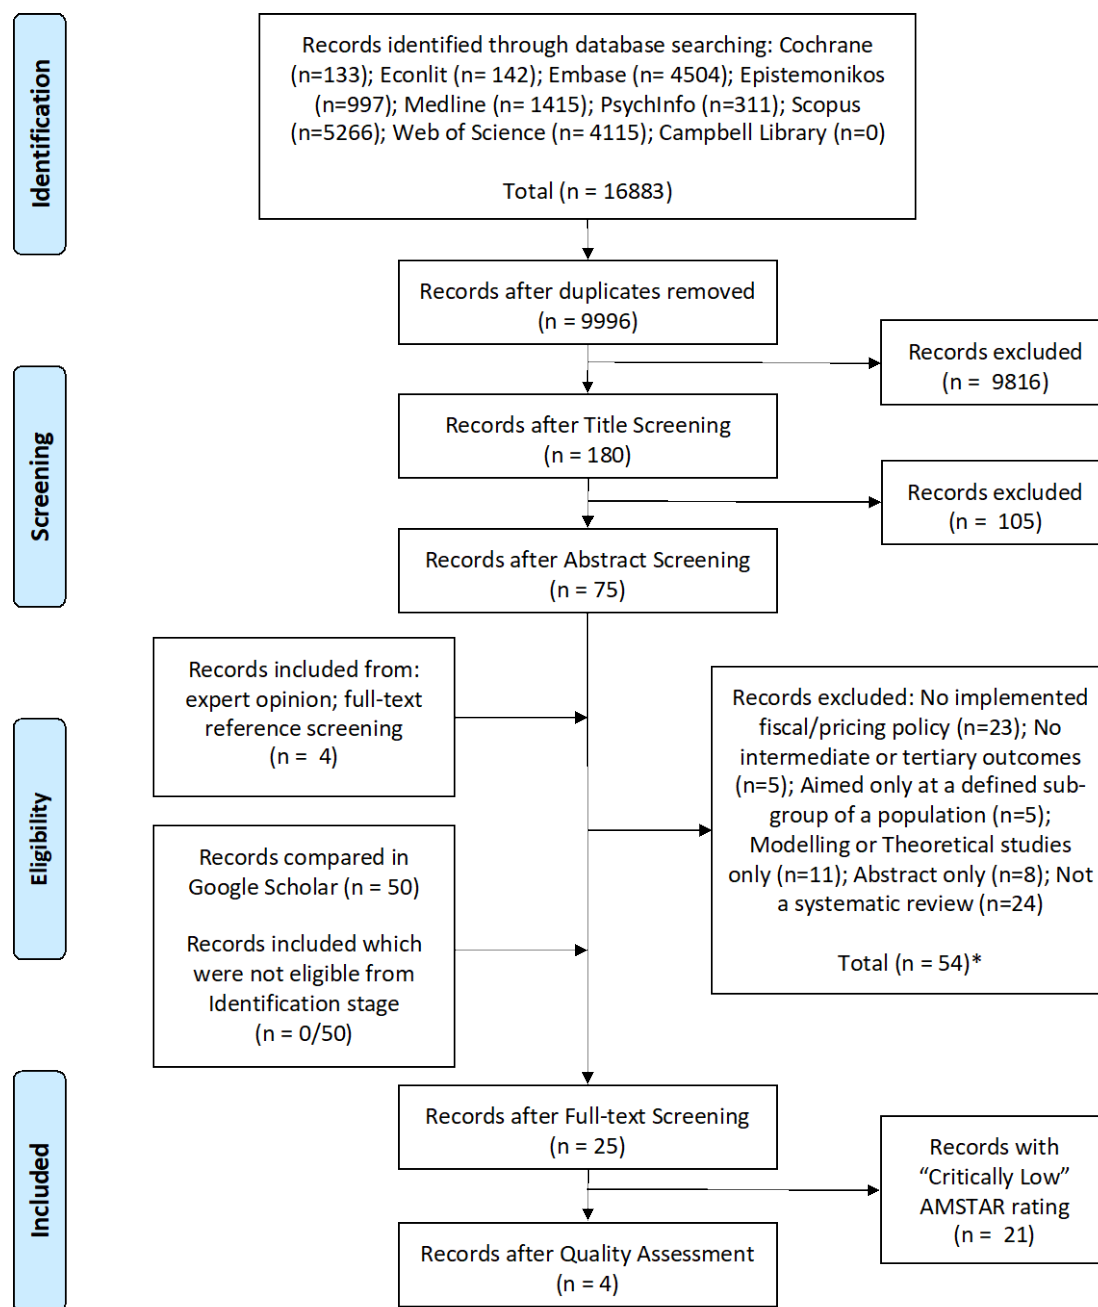 Identification
Records identified through database searching: Cochrane
(n=133); Econlit (n= 142); Embase (n= 4504); Epistemonikos
(n=997); Medline (n= 1415); PsychInfo (n=311); Scopus
(n=5266); Web of Science (n= 4115); Campbell Library (n=0)
Total (n = 16883)
Records after duplicates removed
(n = 9996)
Records excluded
(n =  9816)
Screening
Records after Title Screening
(n = 180)
Records excluded
(n =  105)
Records after Abstract Screening
(n = 75)
Eligibility
Records included from:
expert opinion; full-text
reference screening
(n =  4)
Records excluded: No implemented
fiscal/pricing policy (n=23); No
intermediate or tertiary outcomes
(n=5); Aimed only at a defined sub-
group of a population (n=5);
Modelling or Theoretical studies
only (n=11); Abstract only (n=8); Not
a systematic review (n=24)
Total (n = 54)*
Records compared in
Google Scholar (n = 50)
Records included which
were not eligible from
Identification stage
(n = 0/50)
Included
Records after Full-text Screening
(n = 25)
Records with
“Critically Low”
AMSTAR rating
(n =  21)
Records after Quality Assessment
(n = 4)